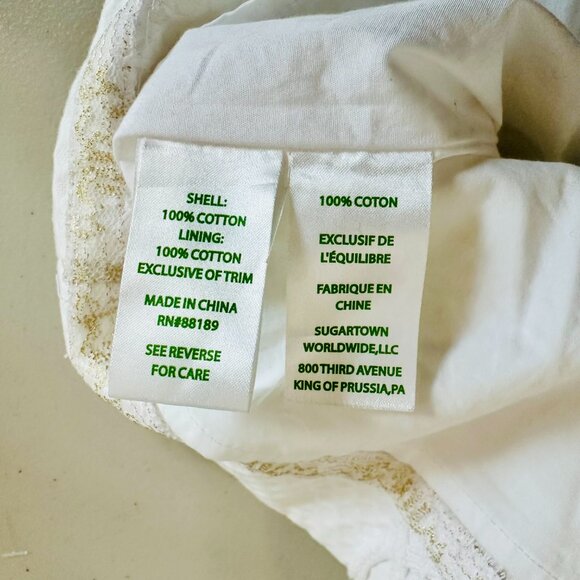 SHELL:
100% COTTON
LINING:
100% COTTON
EXCLUSIVE OF TRIM
MADE IN CHINA
RN#88189
SEE REVERSE
FOR CARE
100% COTON
EXCLUSIF DE
L'ÉQUILIBRE
FABRIQUE EN
CHINE
SUGARTOWN
WORLDWIDE,LLC
800 THIRD AVENUE
KING OF PRUSSIA,PA